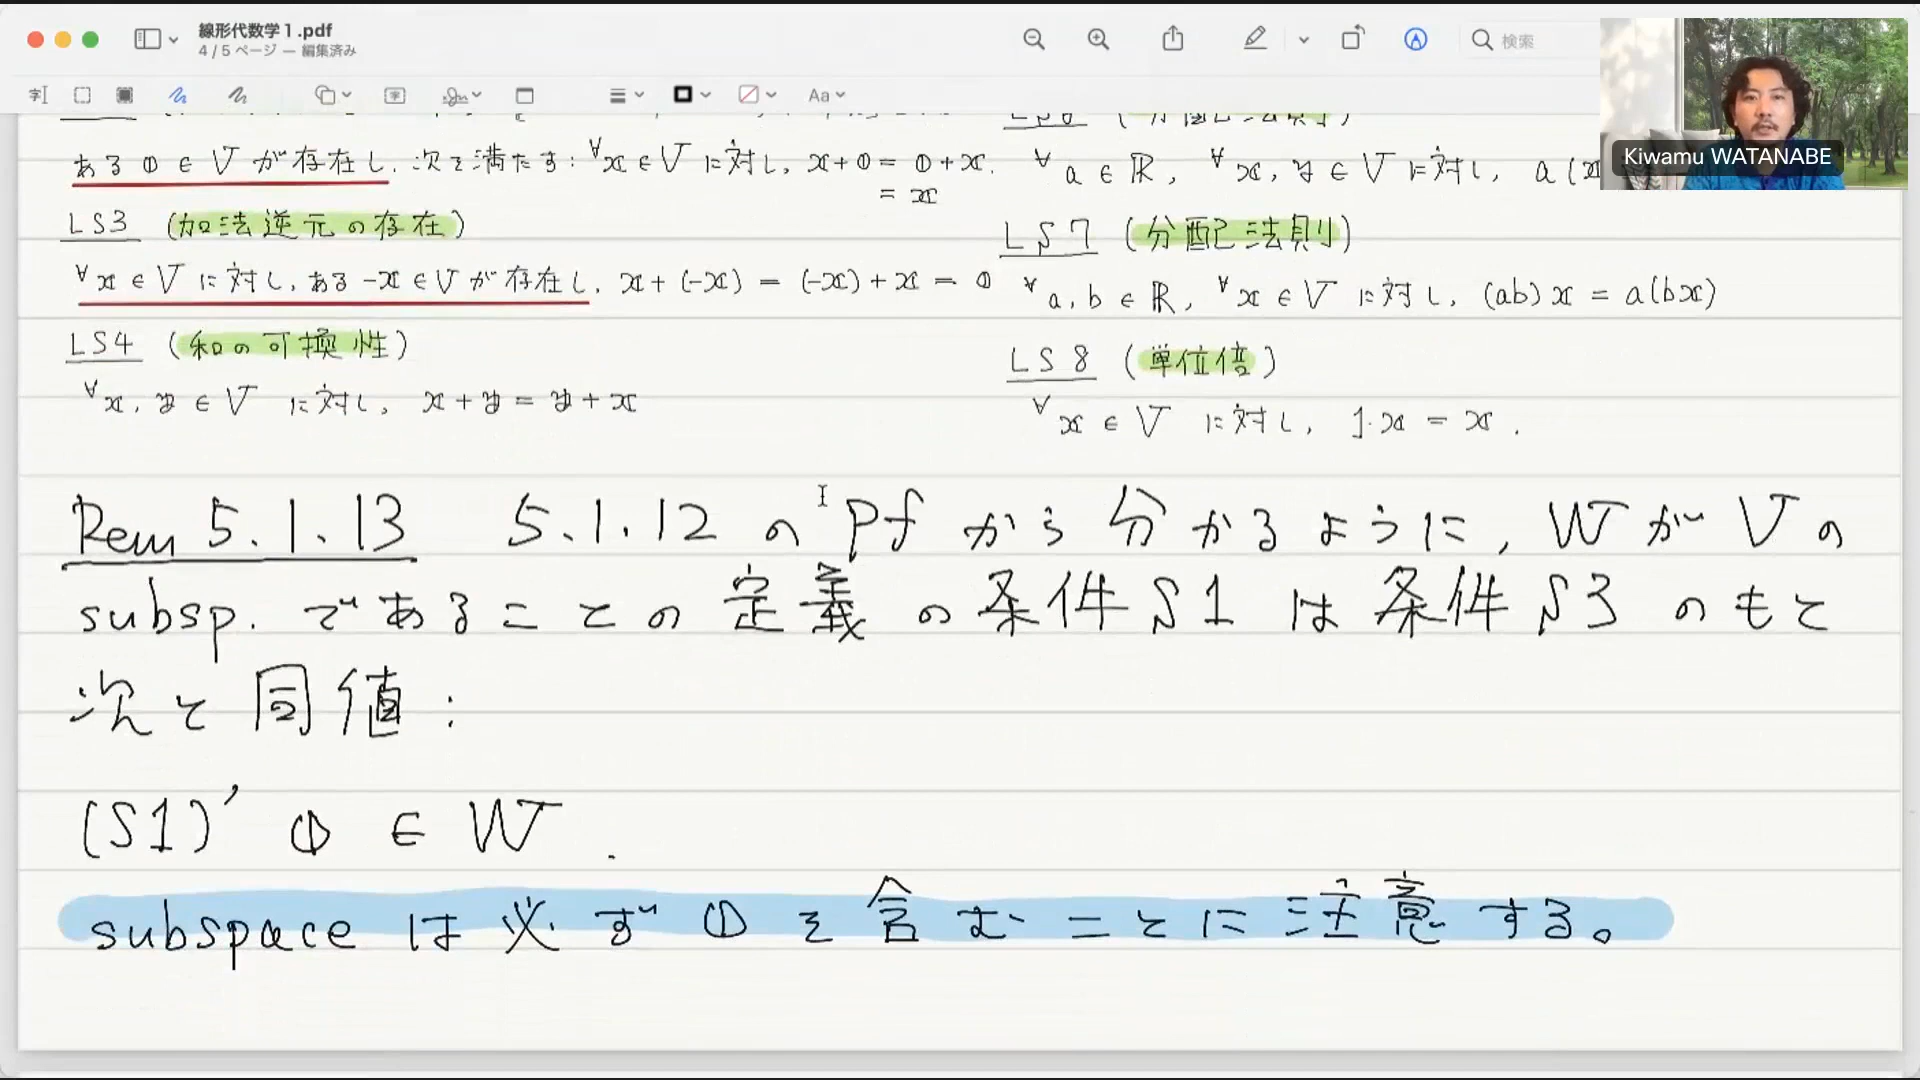 線形代数学1.pdf
4 / 5 ページ — 編集済み
検索
Aa
Kiwamu WATANABE
ある 𝟘 ∈ V が存在し, 次を満たす: ∀x ∈ V に対し, x + 𝟘 = 𝟘 + x.
= x
LS3 (加法逆元の存在)
∀x ∈ V に対し, ある -x ∈ V が存在し, x + (-x) = (-x) + x = 𝟘
LS4 (和の可換性)
∀x, y ∈ V に対し, x + y = y + x
∀a ∈ ℝ, ∀x, y ∈ V に対し, a(x
LS7 (分配法則)
∀a, b ∈ ℝ, ∀x ∈ V に対し, (ab)x = a(bx)
LS8 (単位倍)
∀x ∈ V に対し, 1·x = x.
Rem 5.1.13 5.1.12 の Pf から分かるように, W が V の
subsp. であることの定義の条件 S1 は条件 S3 のもと
次と同値:
(S1)' 𝟘 ∈ W.
subspace は必ず 𝟘 を含むことに注意する。